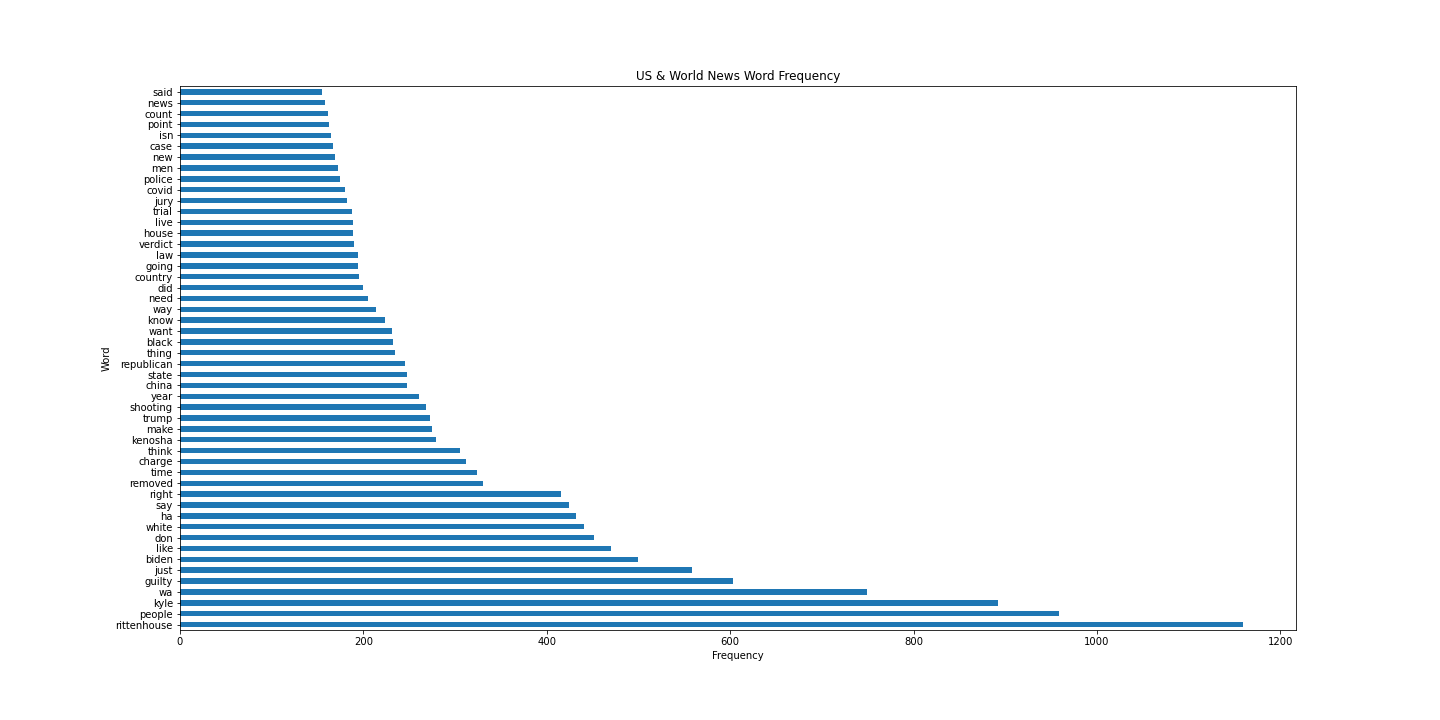 US & World News Word Frequency
said
news
count
point
isn
case
new
men
police
covid
jury
trial
live
house
verdict
law
going
country
did
need
way
know
want
black
thing
republican
state
china
year
shooting
trump
make
kenosha
think
charge
time
removed
right
say
ha
white
don
like
biden
just
guilty
wa
kyle
people
rittenhouse
Word
0 200 400 600 800 1000 1200
Frequency